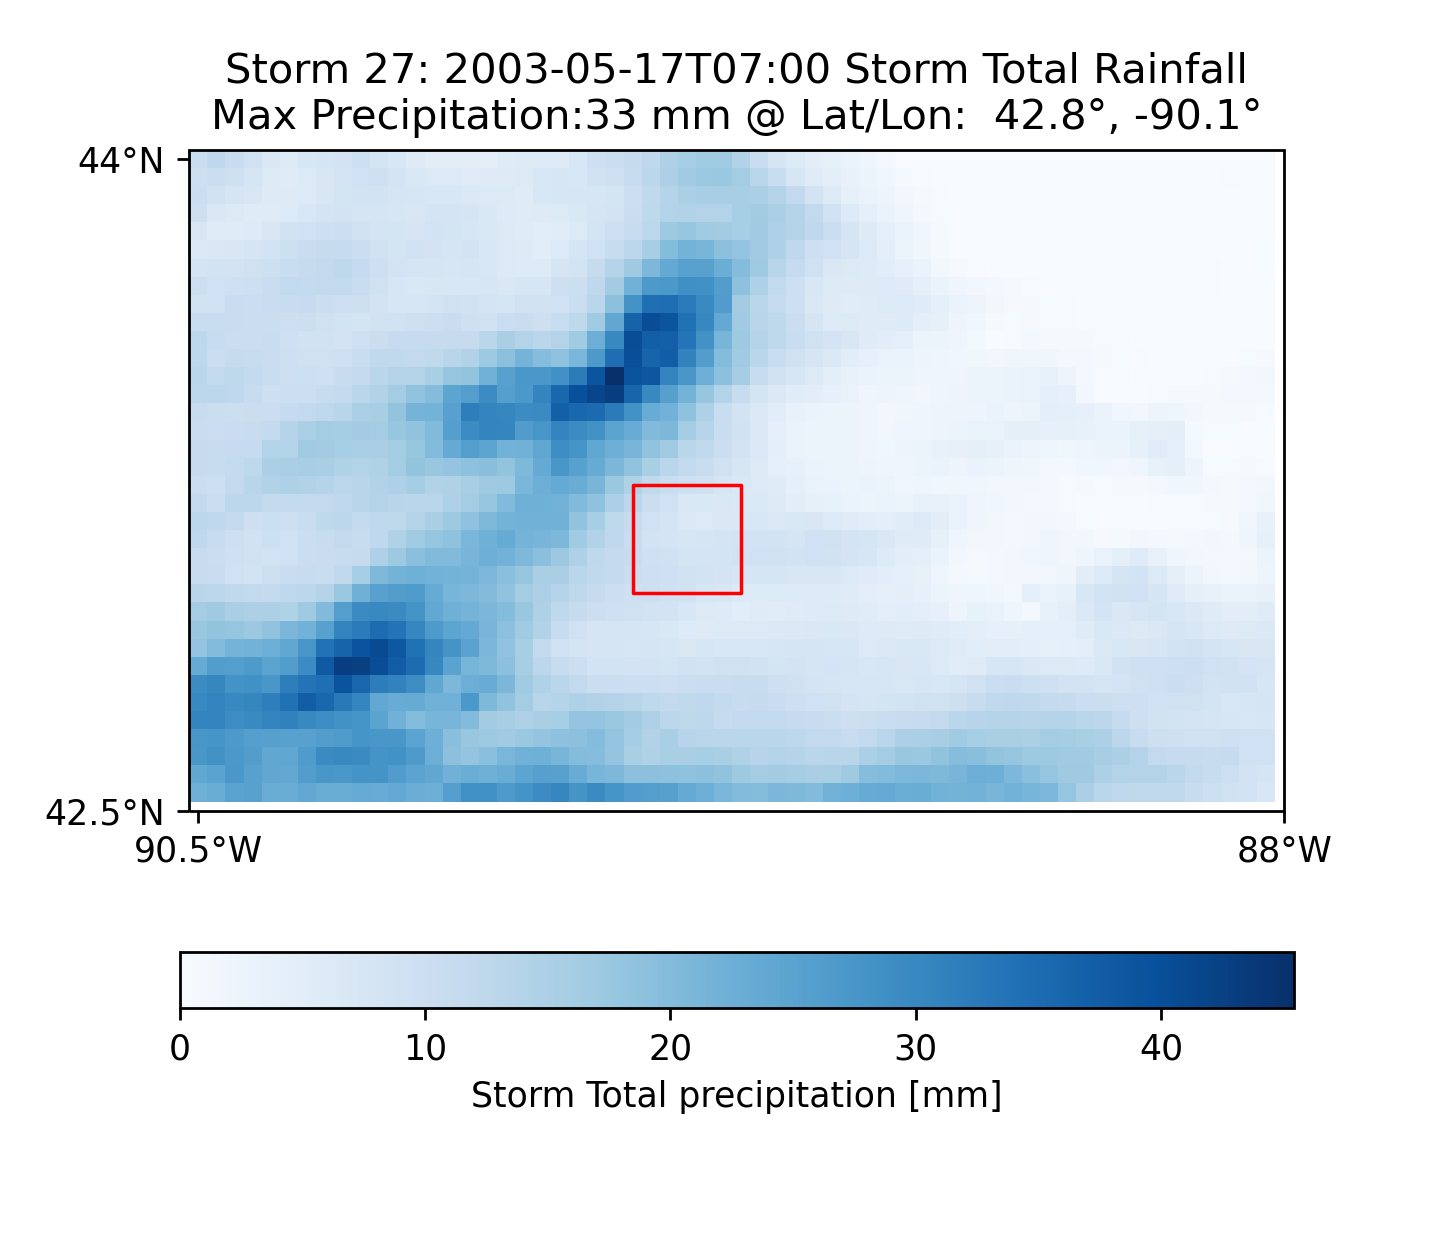 Storm 27: 2003-05-17T07:00 Storm Total Rainfall
Max Precipitation:33 mm @ Lat/Lon:  42.8°, -90.1°
44°N
42.5°N
90.5°W 88°W
0 10 20 30 40
Storm Total precipitation [mm]